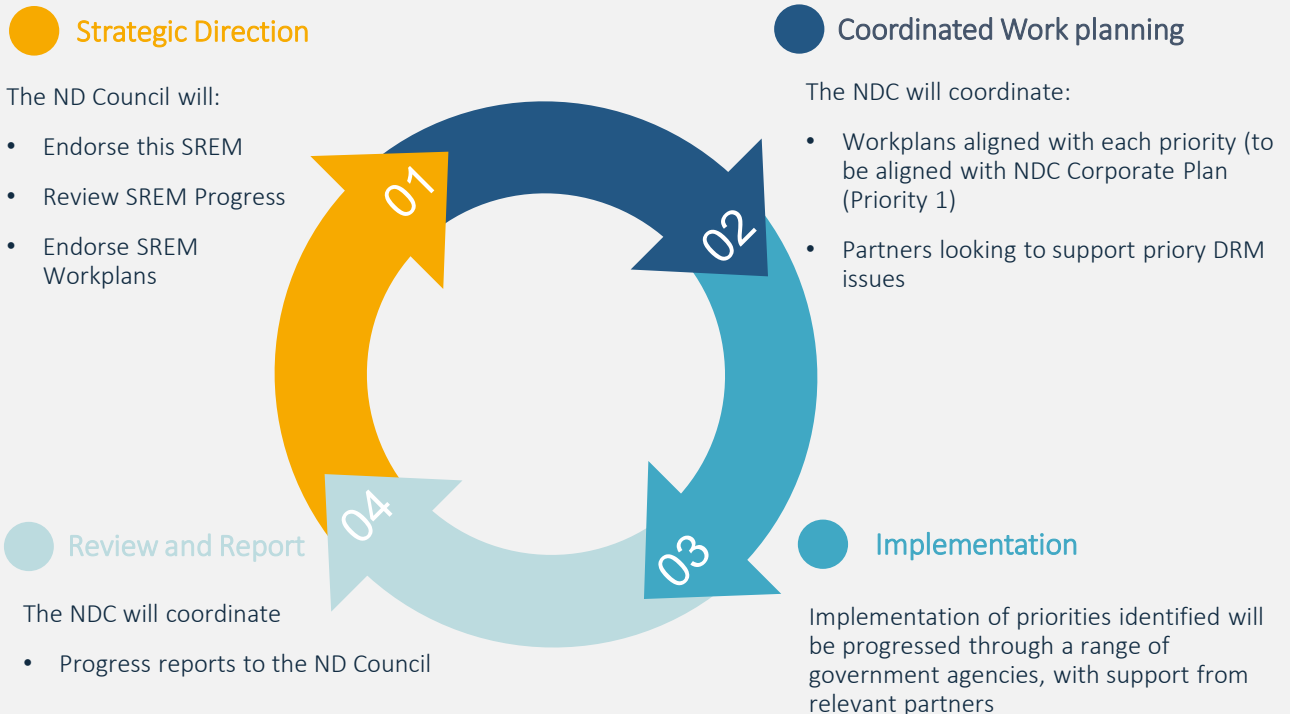 Strategic Direction
The ND Council will:
• Endorse this SREM
• Review SREM Progress
• Endorse SREM
Workplans
Coordinated Work planning
The NDC will coordinate:
• Workplans aligned with each priority (to
be aligned with NDC Corporate Plan
(Priority 1)
• Partners looking to support priory DRM
issues
01
02
03
04
Implementation
Implementation of priorities identified will
be progressed through a range of
government agencies, with support from
relevant partners
Review and Report
The NDC will coordinate
• Progress reports to the ND Council